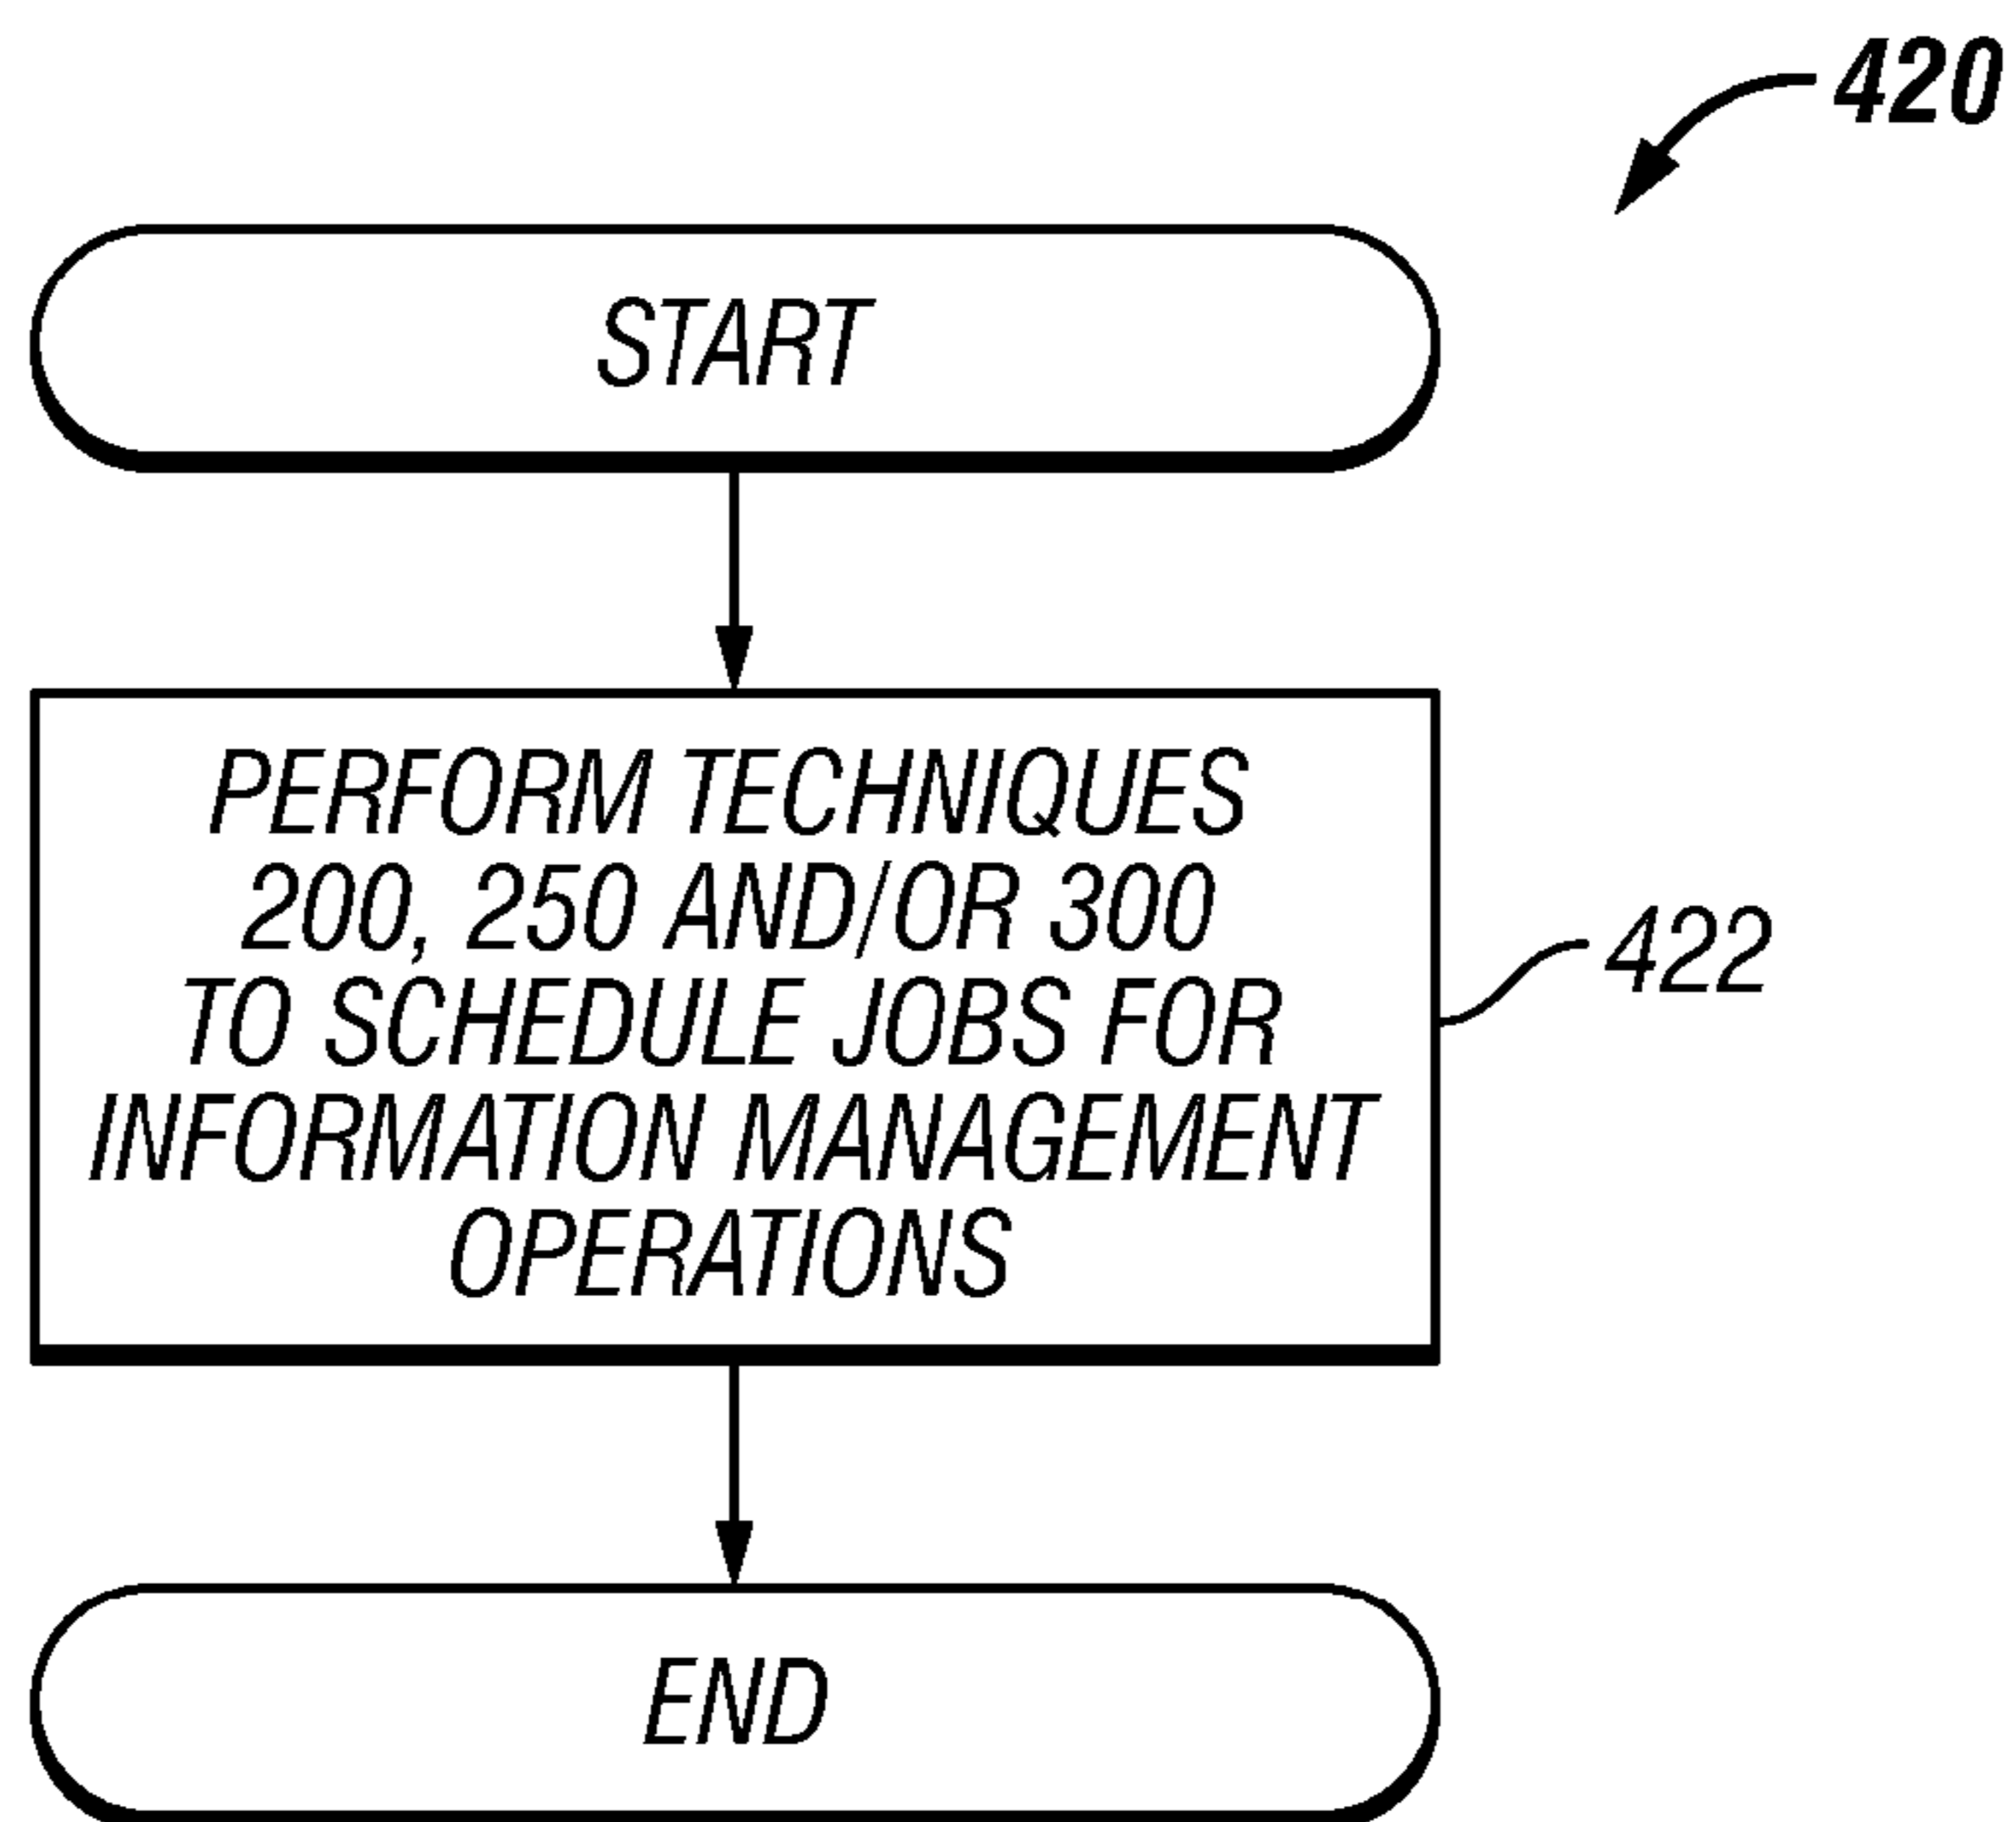 420
START
PERFORM TECHNIQUES
200, 250 AND/OR 300
TO SCHEDULE JOBS FOR
INFORMATION MANAGEMENT
OPERATIONS
422
END